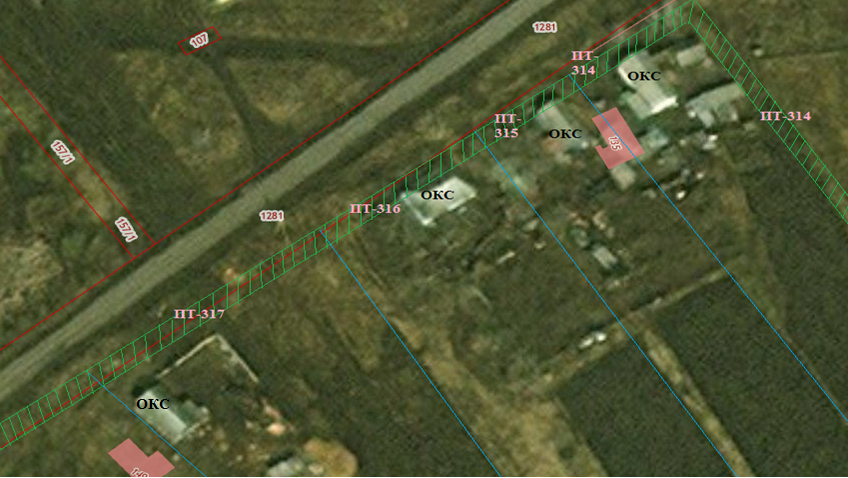 1281
107
ПТ-
314
ОКС
ПТ-
315
ОКС
135
ПТ-314
157/1
ОКС
157/1
1281
ПТ-316
ПТ-317
ОКС